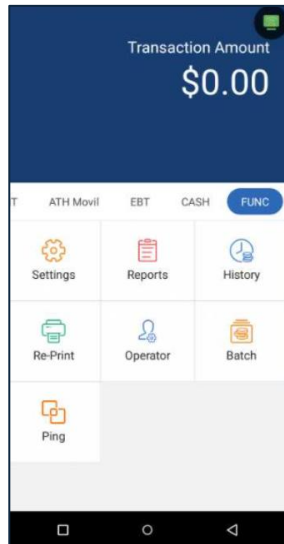 Transaction Amount
$0.00
T ATH Movil EBT CASH FUNC
Settings Reports History
Re-Print Operator Batch
Ping